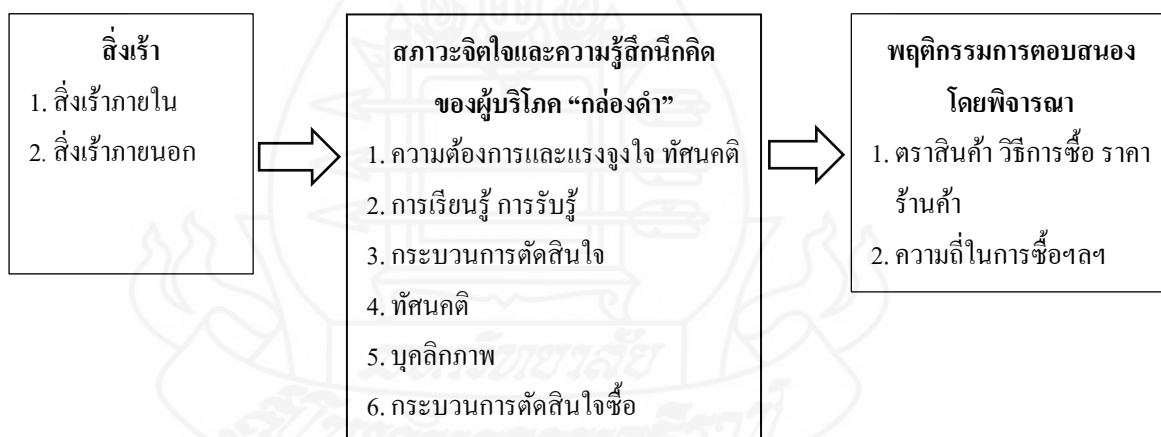 สิ่งเร้า
1. สิ่งเร้าภายใน
2. สิ่งเร้าภายนอก
สภาวะจิตใจและความรู้สึกนึกคิด
ของผู้บริโภค “กล่องดำ”
1. ความต้องการและแรงจูงใจ ทัศนคติ
2. การเรียนรู้ การรับรู้
3. กระบวนการตัดสินใจ
4. ทัศนคติ
5. บุคลิกภาพ
6. กระบวนการตัดสินใจซื้อ
พฤติกรรมการตอบสนอง
โดยพิจารณา
1. ตราสินค้า วิธีการซื้อ ราคา
ร้านค้า
2. ความถี่ในการซื้อฯลฯ